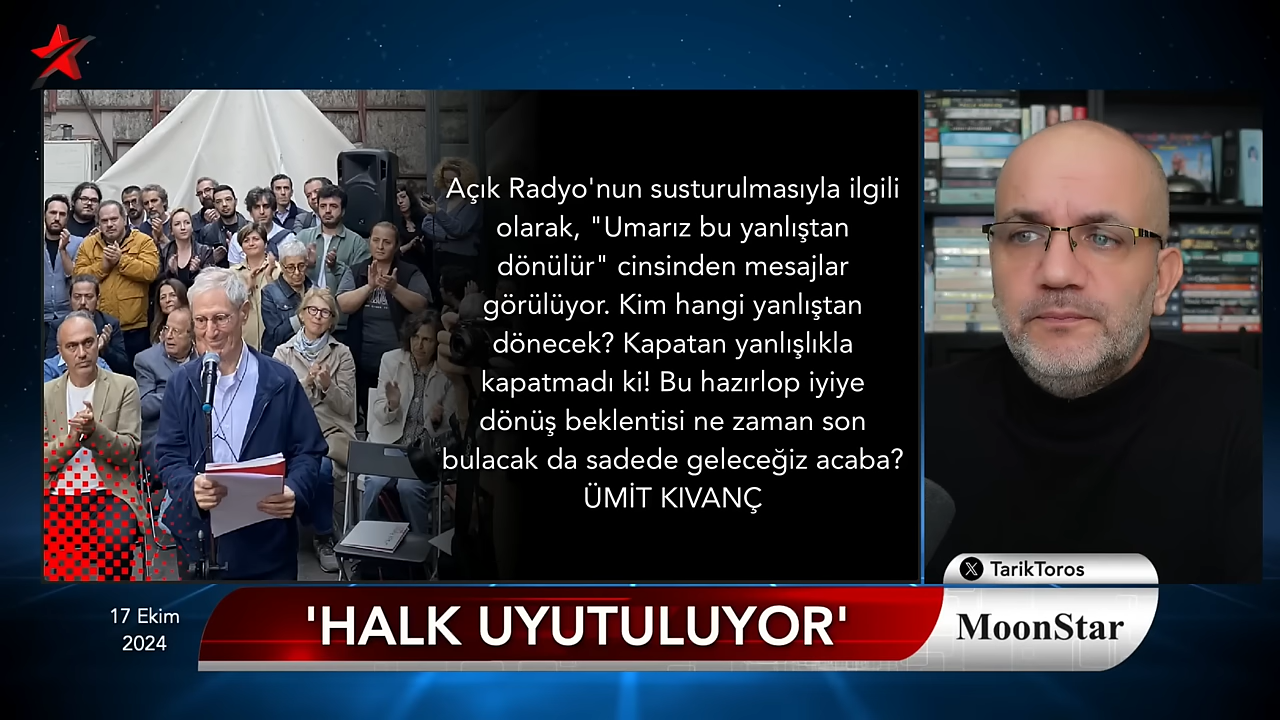 Açık Radyo'nun susturulmasıyla ilgili
olarak, "Umarız bu yanlıştan
dönülür" cinsinden mesajlar
görülüyor. Kim hangi yanlıştan
dönecek? Kapatan yanlışlıkla
kapatmadı ki! Bu hazırlop iyiye
dönüş beklentisi ne zaman son
bulacak da sadede geleceğiz acaba?
ÜMİT KIVANÇ
X TarikToros
17 Ekim
2024
'HALK UYUTULUYOR'
MoonStar